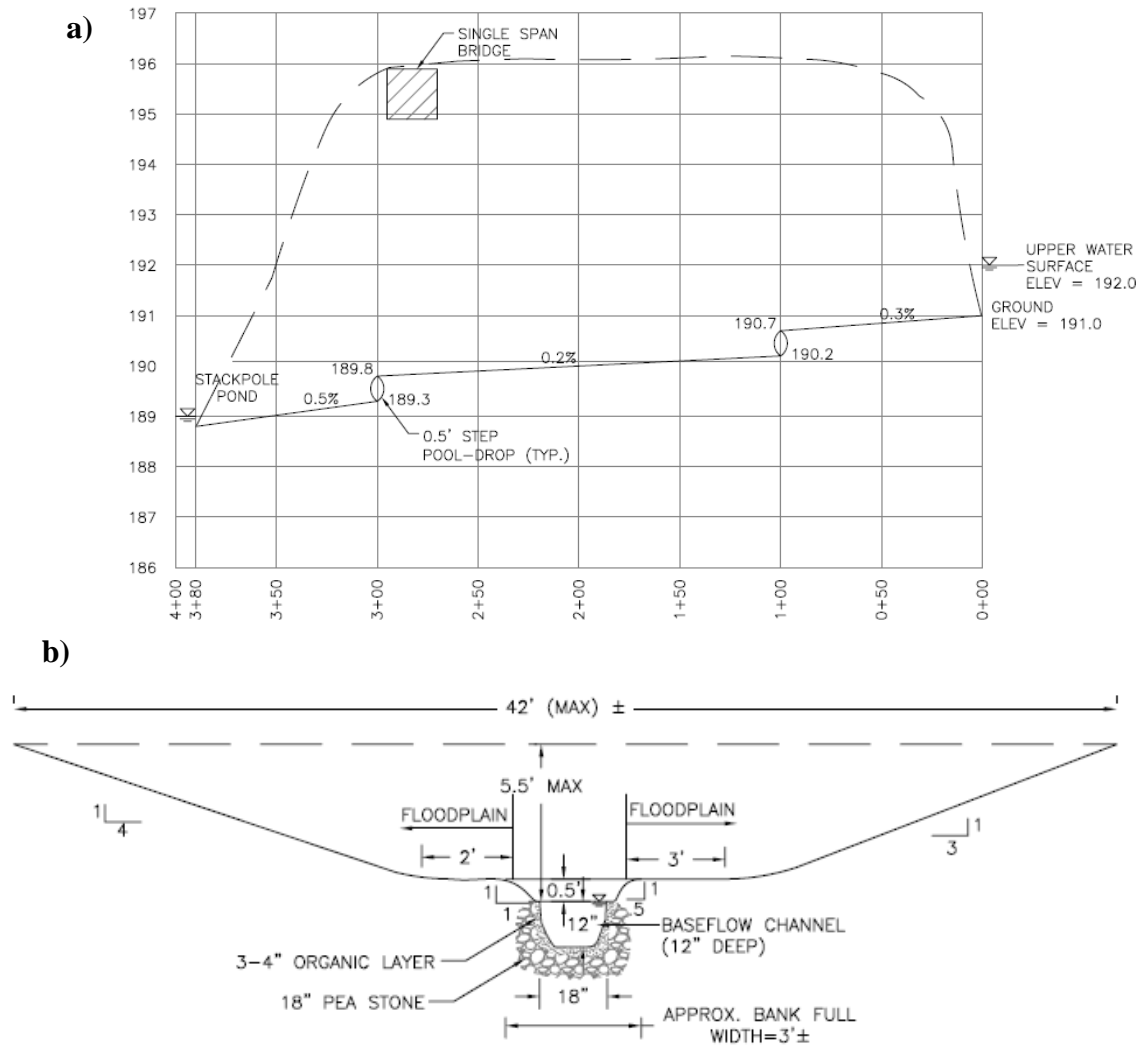 a)
197
196
195
194
193
192
191
190
189
188
187
186
SINGLE SPAN
BRIDGE
UPPER WATER
SURFACE
ELEV = 192.0
GROUND
ELEV = 191.0
0.3%
190.7
190.2
0.2%
189.8
189.3
0.5%
STACKPOLE
POND
0.5' STEP
POOL-DROP (TYP.)
4+00
3+80
3+50
3+00
2+50
2+00
1+50
1+00
0+50
0+00
b)
42' (MAX) ±
5.5' MAX
FLOODPLAIN
FLOODPLAIN
1
4
1
3
2'
3'
1
1
0.5'
1
5
12"
BASEFLOW CHANNEL
(12" DEEP)
3-4" ORGANIC LAYER
18" PEA STONE
18"
APPROX. BANK FULL
WIDTH=3'±